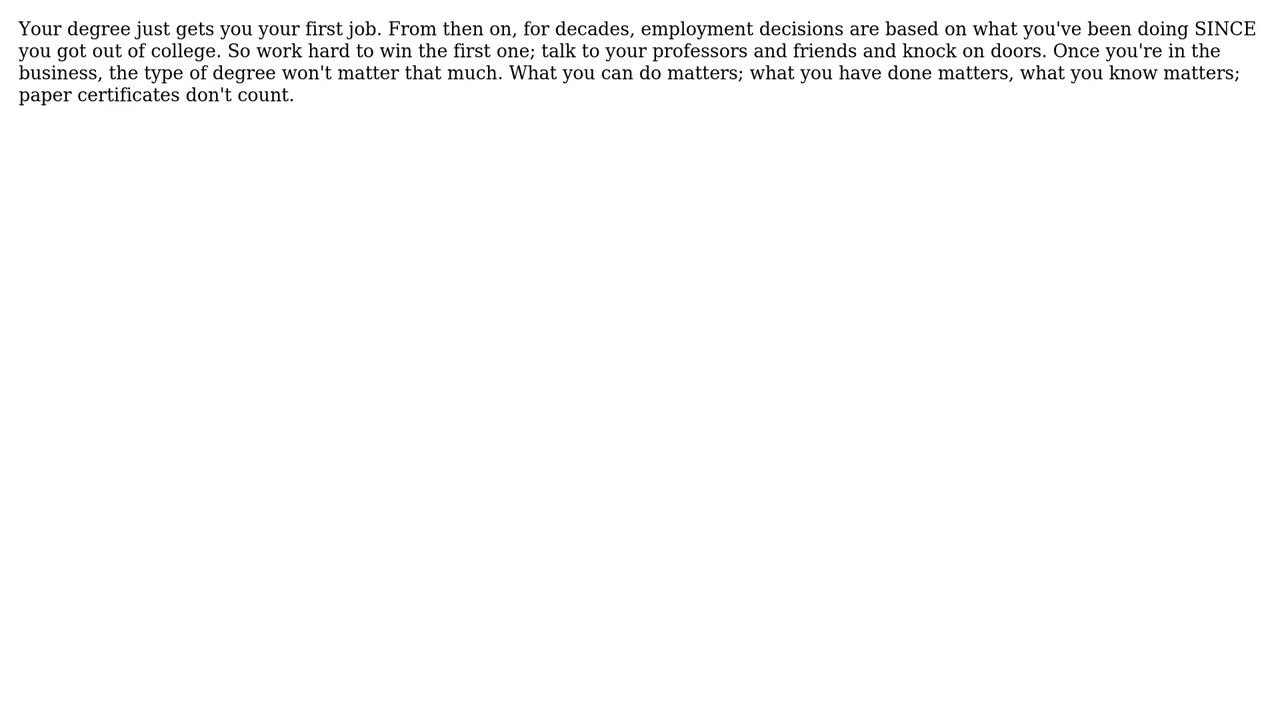 Your degree just gets you your first job. From then on, for decades, employment decisions are based on what you've been doing SINCE
you got out of college. So work hard to win the first one; talk to your professors and friends and knock on doors. Once you're in the
business, the type of degree won't matter that much. What you can do matters; what you have done matters, what you know matters;
paper certificates don't count.